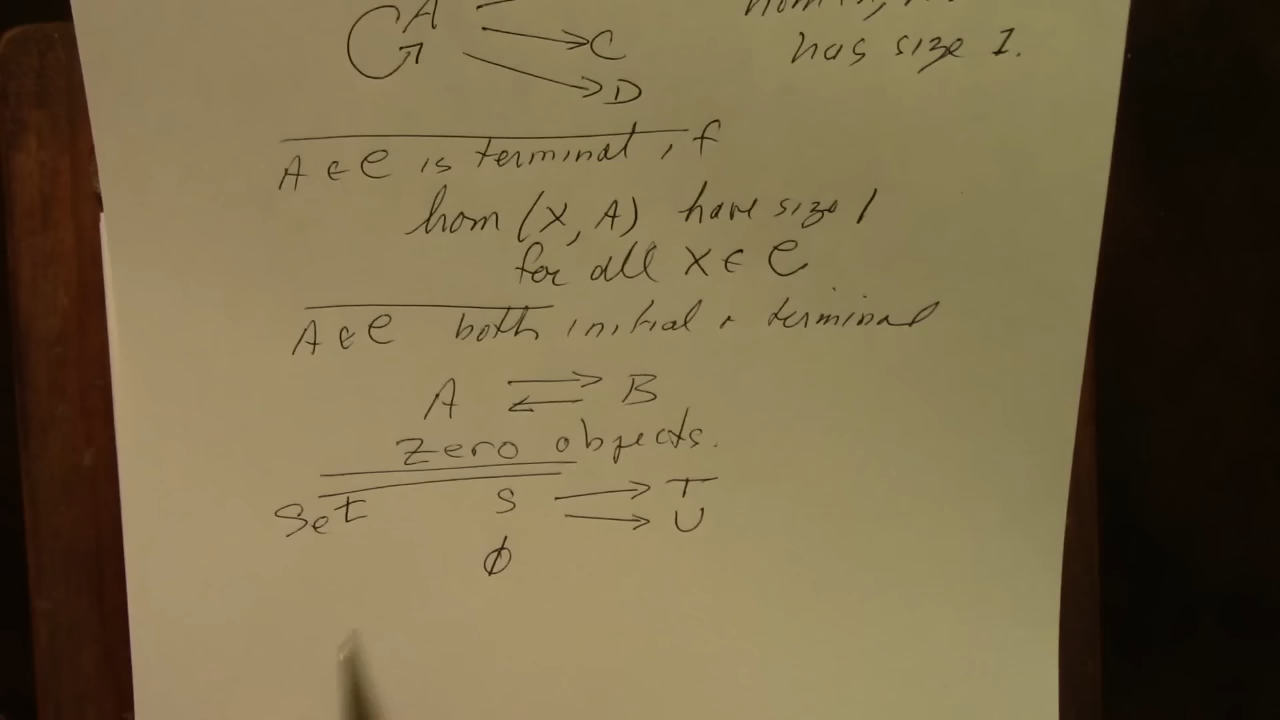 A
C
has size 1.
D
A ∈ C is terminal if
hom (X, A) have size 1
for all X ∈ C
A ∈ C both initial & terminal
A ⇄ B
Zero objects.
Set S → T
→ U
ϕ